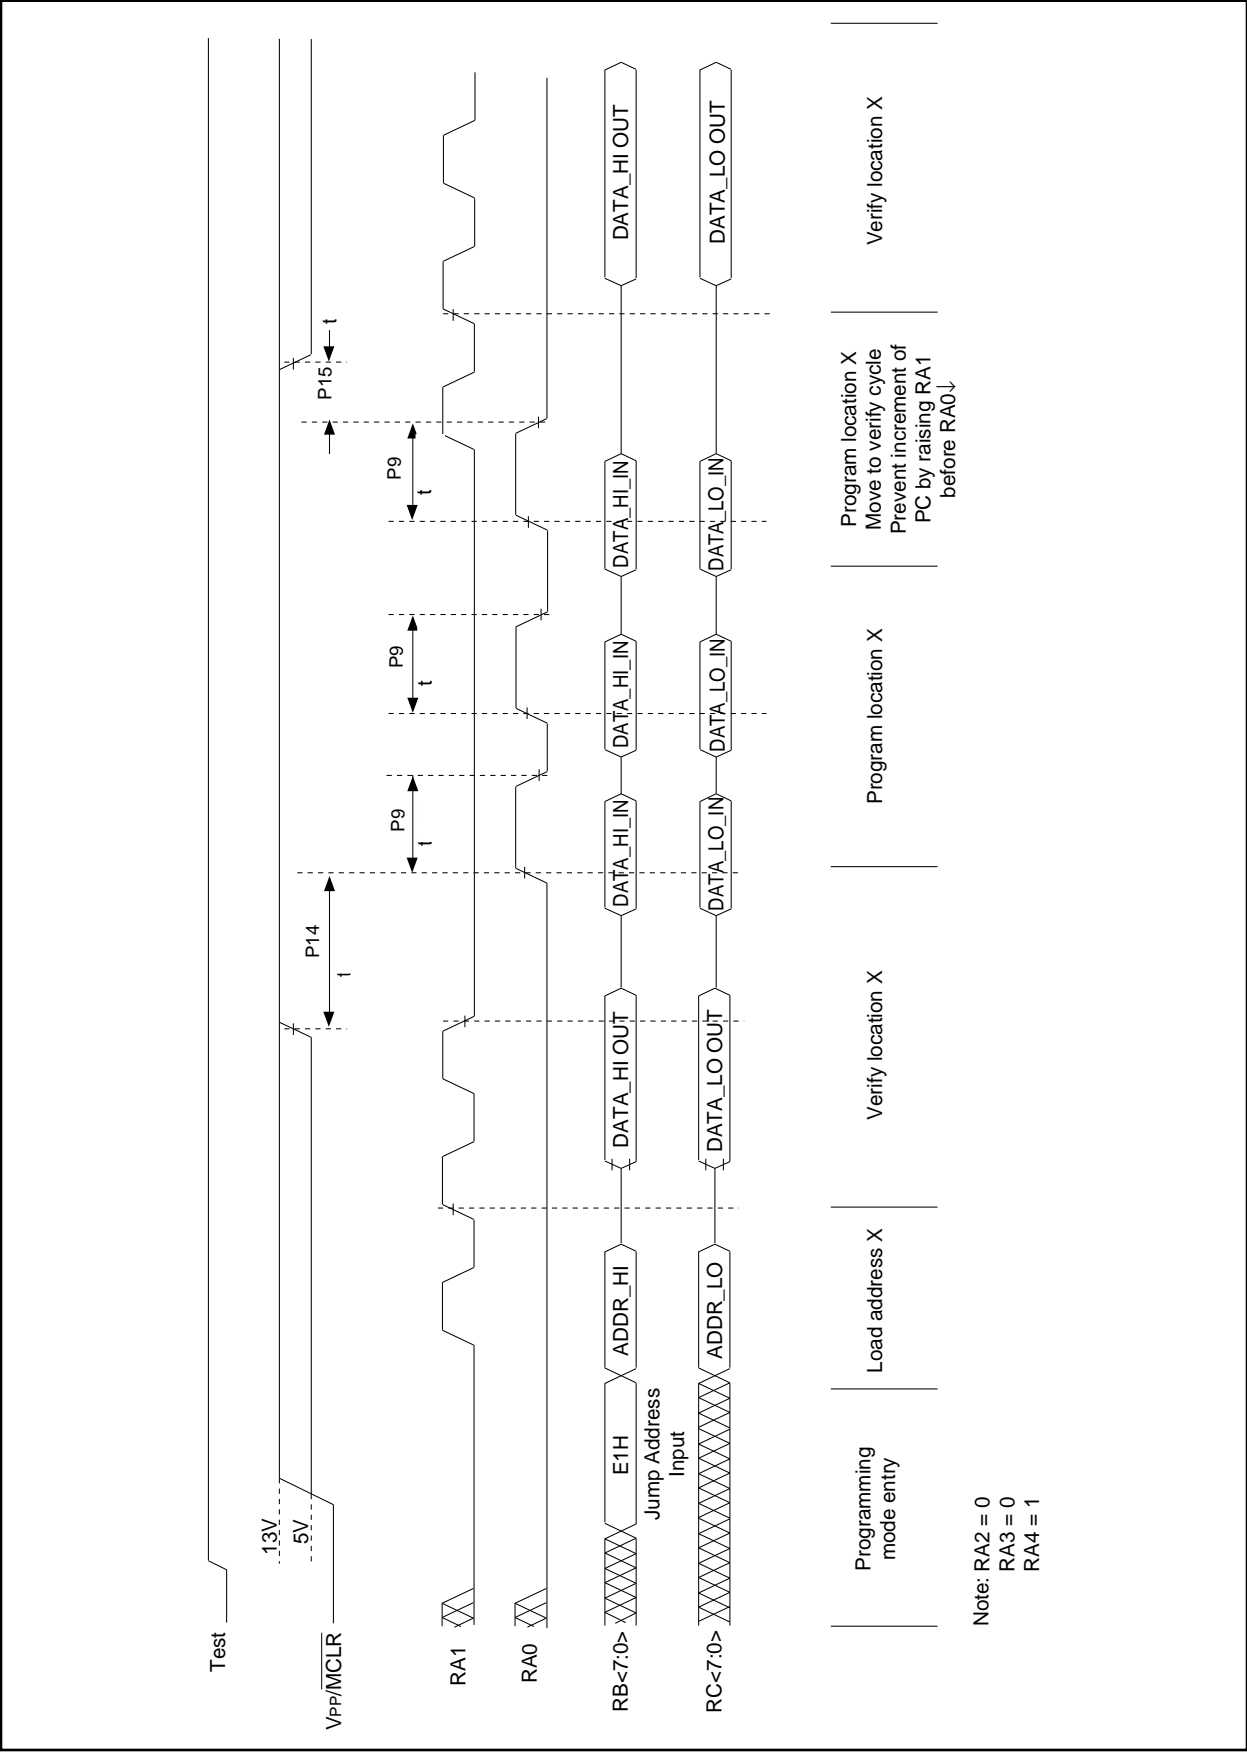 Test
13V
5V
VPP/MCLR
P14
t
P15
t
P9
t
P9
t
P9
t
RA1
RA0
RB<7:0>
E1H
ADDR_HI
DATA_HI OUT
DATA_HI_IN
DATA_HI_IN
DATA_HI_IN
DATA_HI OUT
Jump Address
Input
RC<7:0>
ADDR_LO
DATA_LO OUT
DATA_LO_IN
DATA_LO_IN
DATA_LO_IN
DATA_LO OUT
Programming
mode entry
Load address X
Verify location X
Program location X
Program location X
Move to verify cycle
Prevent increment of
PC by raising RA1
before RA0↓
Verify location X
Note: RA2 = 0
RA3 = 0
RA4 = 1